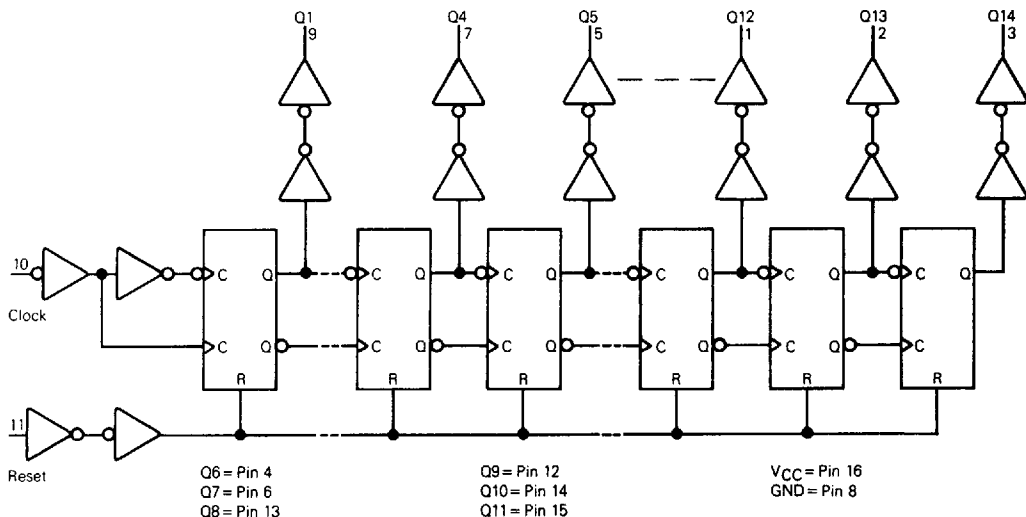 Q1 Q4 Q5 Q12 Q13 Q14
9 7 5 1 2 3
10
Clock
C Q C Q C Q C Q C Q C Q
C Q C Q C Q C Q C Q C
R R R R R R
11
Reset
Q6 = Pin 4
Q7 = Pin 6
Q8 = Pin 13
Q9 = Pin 12
Q10 = Pin 14
Q11 = Pin 15
VCC = Pin 16
GND = Pin 8